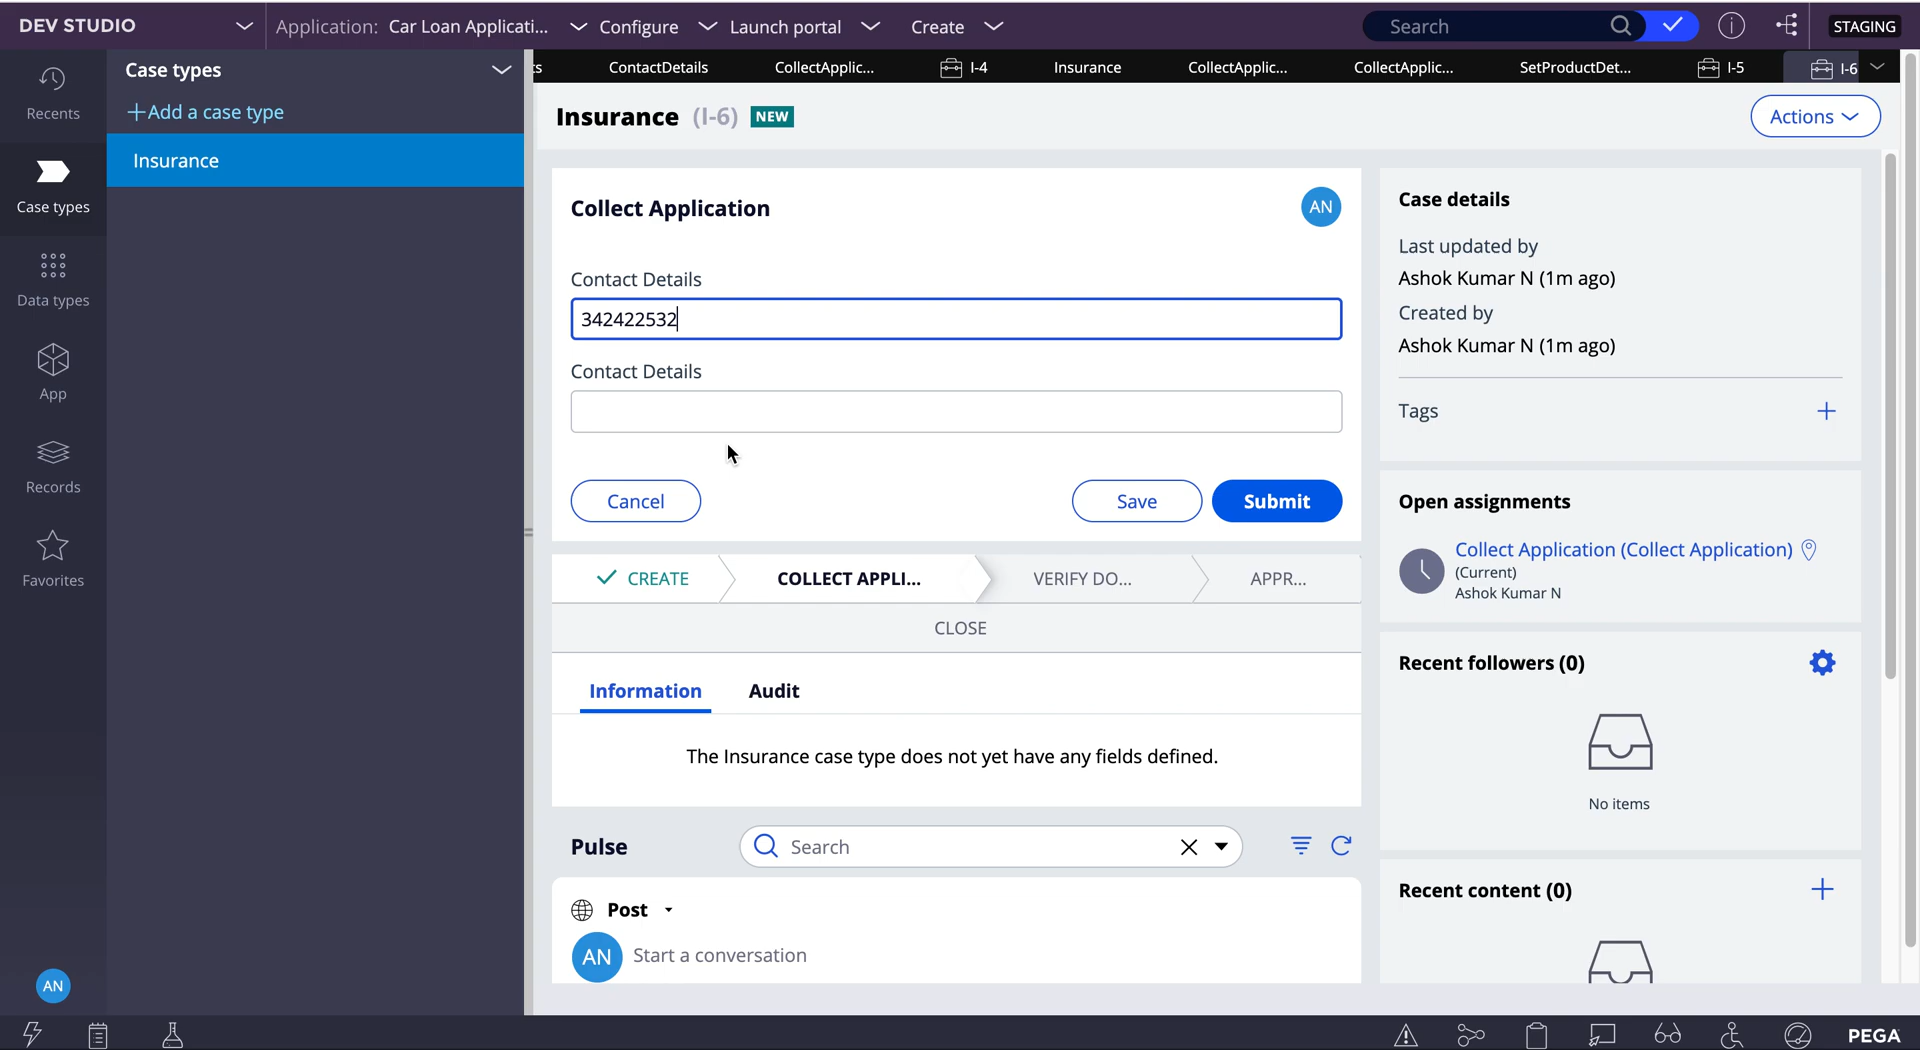 DEV STUDIO
Application: Car Loan Applicati...
Configure
Launch portal
Create
Search
STAGING
Recents
Case types
Data types
App
Records
Favorites
AN
Case types
+Add a case type
Insurance
ContactDetails
CollectApplic...
I-4
Insurance
CollectApplic...
CollectApplic...
SetProductDet...
I-5
I-6
Insurance (I-6) NEW
Actions
Collect Application
AN
Contact Details
342422532
Contact Details
Cancel
Save
Submit
CREATE
COLLECT APPLI...
VERIFY DO...
APPR...
CLOSE
Information
Audit
The Insurance case type does not yet have any fields defined.
Pulse
Search
Post
AN
Start a conversation
Case details
Last updated by
Ashok Kumar N (1m ago)
Created by
Ashok Kumar N (1m ago)
Tags
Open assignments
Collect Application (Collect Application)
(Current)
Ashok Kumar N
Recent followers (0)
No items
Recent content (0)
PEGA